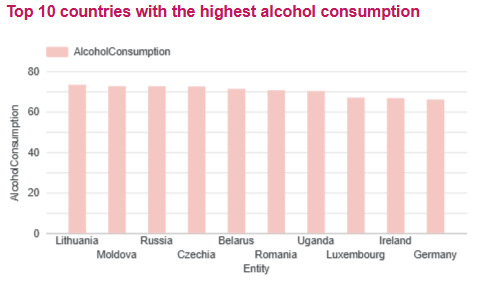 Top 10 countries with the highest alcohol consumption
AlcoholConsumption
80
60
40
20
0
AlcoholConsumption
Lithuania Russia Belarus Uganda Ireland
Moldova Czechia Romania Luxembourg Germany
Entity